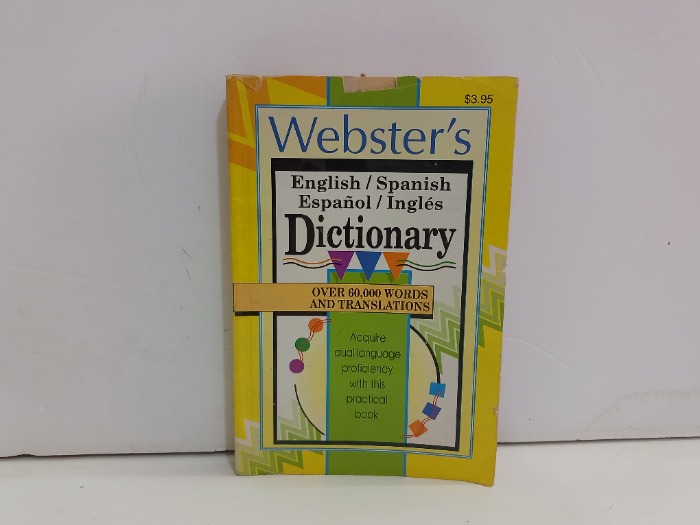 $3.95
Webster's
English / Spanish
Español / Inglés
Dictionary
OVER 60,000 WORDS
AND TRANSLATIONS
Acquire
dual-language
proficiency
with this
practical
book